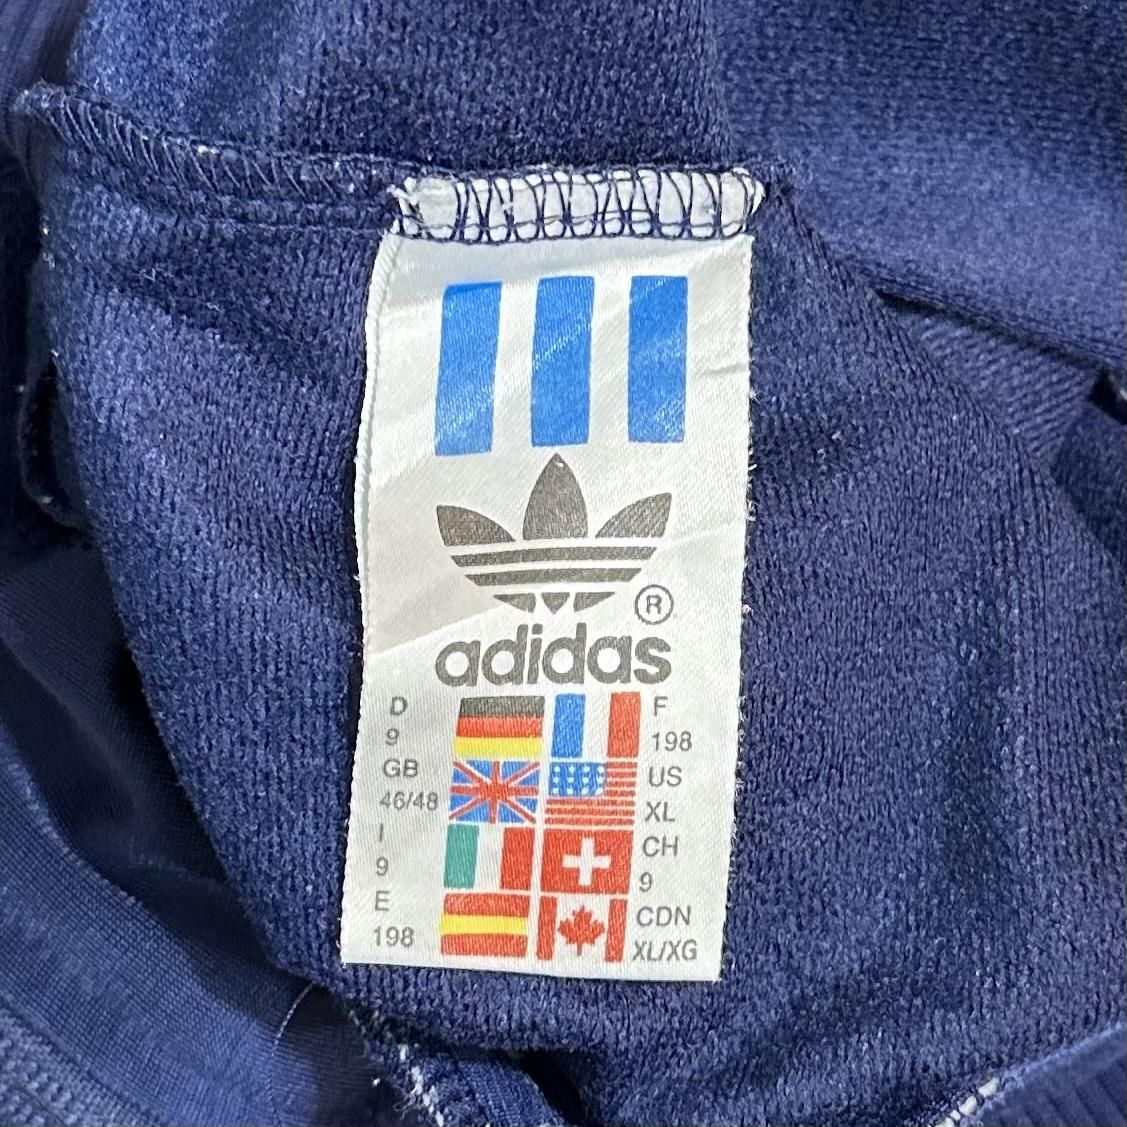 ®
adidas
D
9
GB
46/48
I
9
E
198
F
198
US
XL
CH
9
CDN
XL/XG